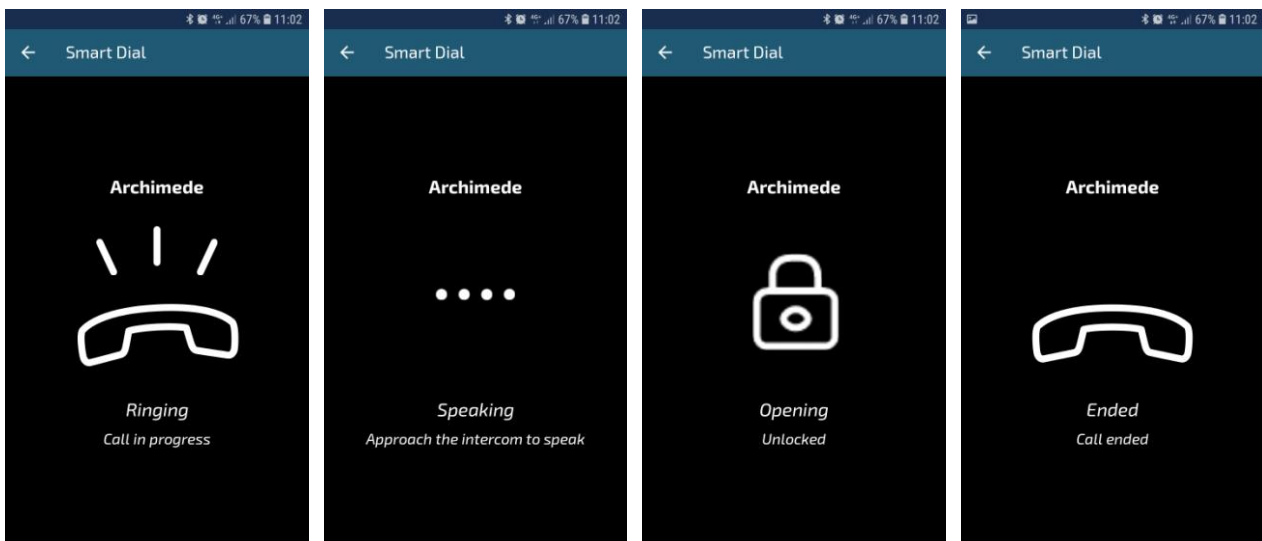 67% 11:02
Smart Dial
Archimede
Ringing
Call in progress
67% 11:02
Smart Dial
Archimede
Speaking
Approach the intercom to speak
67% 11:02
Smart Dial
Archimede
Opening
Unlocked
67% 11:02
Smart Dial
Archimede
Ended
Call ended